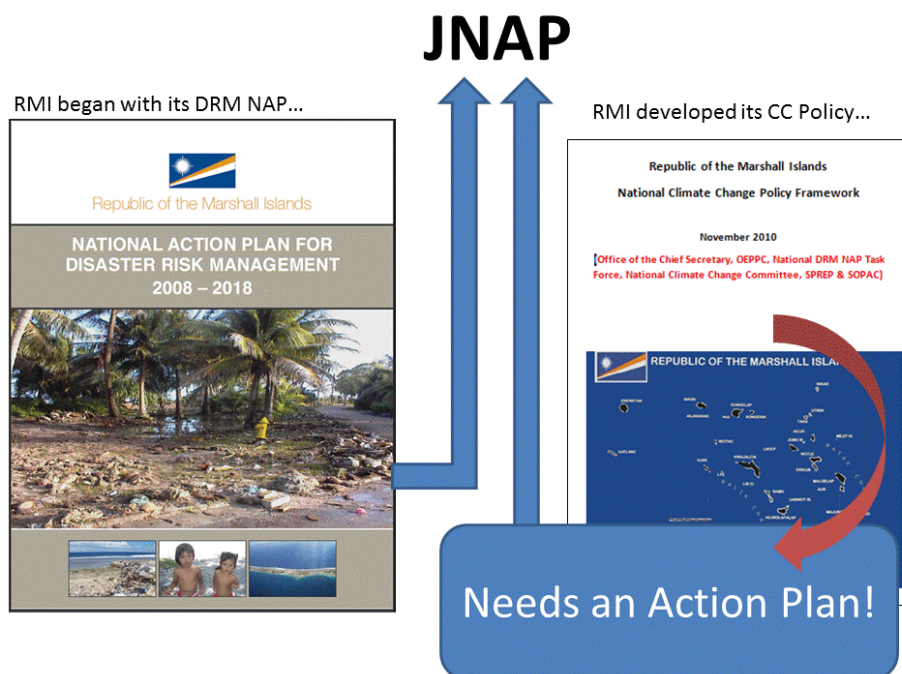 JNAP
RMI began with its DRM NAP...
Republic of the Marshall Islands
NATIONAL ACTION PLAN FOR
DISASTER RISK MANAGEMENT
2008 – 2018
RMI developed its CC Policy...
Republic of the Marshall Islands
National Climate Change Policy Framework
November 2010
[Office of the Chief Secretary, OEPPC, National DRM NAP Task
Force, National Climate Change Committee, SPREP & SOPAC]
REPUBLIC OF THE MARSHALL ISLA
Needs an Action Plan!